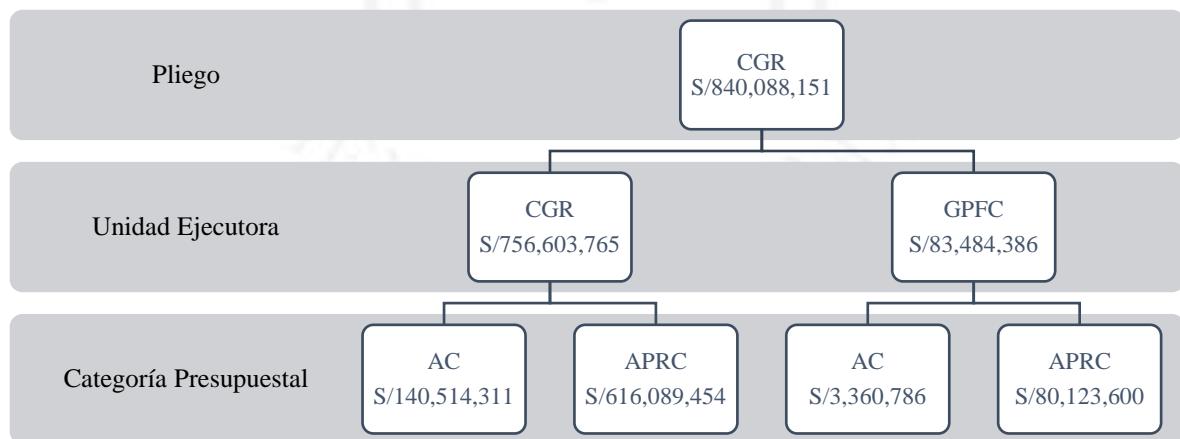 Pliego
CGR
S/840,088,151
Unidad Ejecutora
CGR
S/756,603,765
GPFC
S/83,484,386
Categoría Presupuestal
AC
S/140,514,311
APRC
S/616,089,454
AC
S/3,360,786
APRC
S/80,123,600